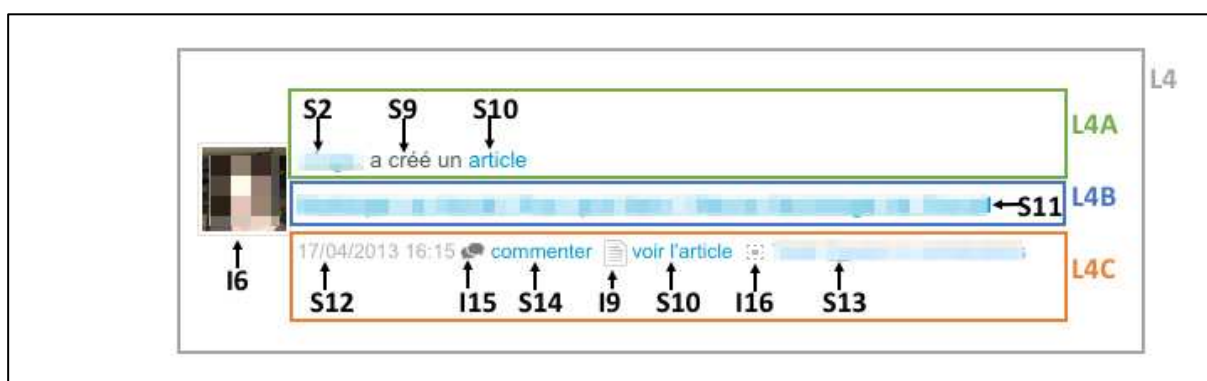 L4
S2 S9 S10
L4A
a créé un article
L4B
S11
17/04/2013 16:15 commenter voir l'article
L4C
I6
S12 I15 S14 I9 S10 I16 S13